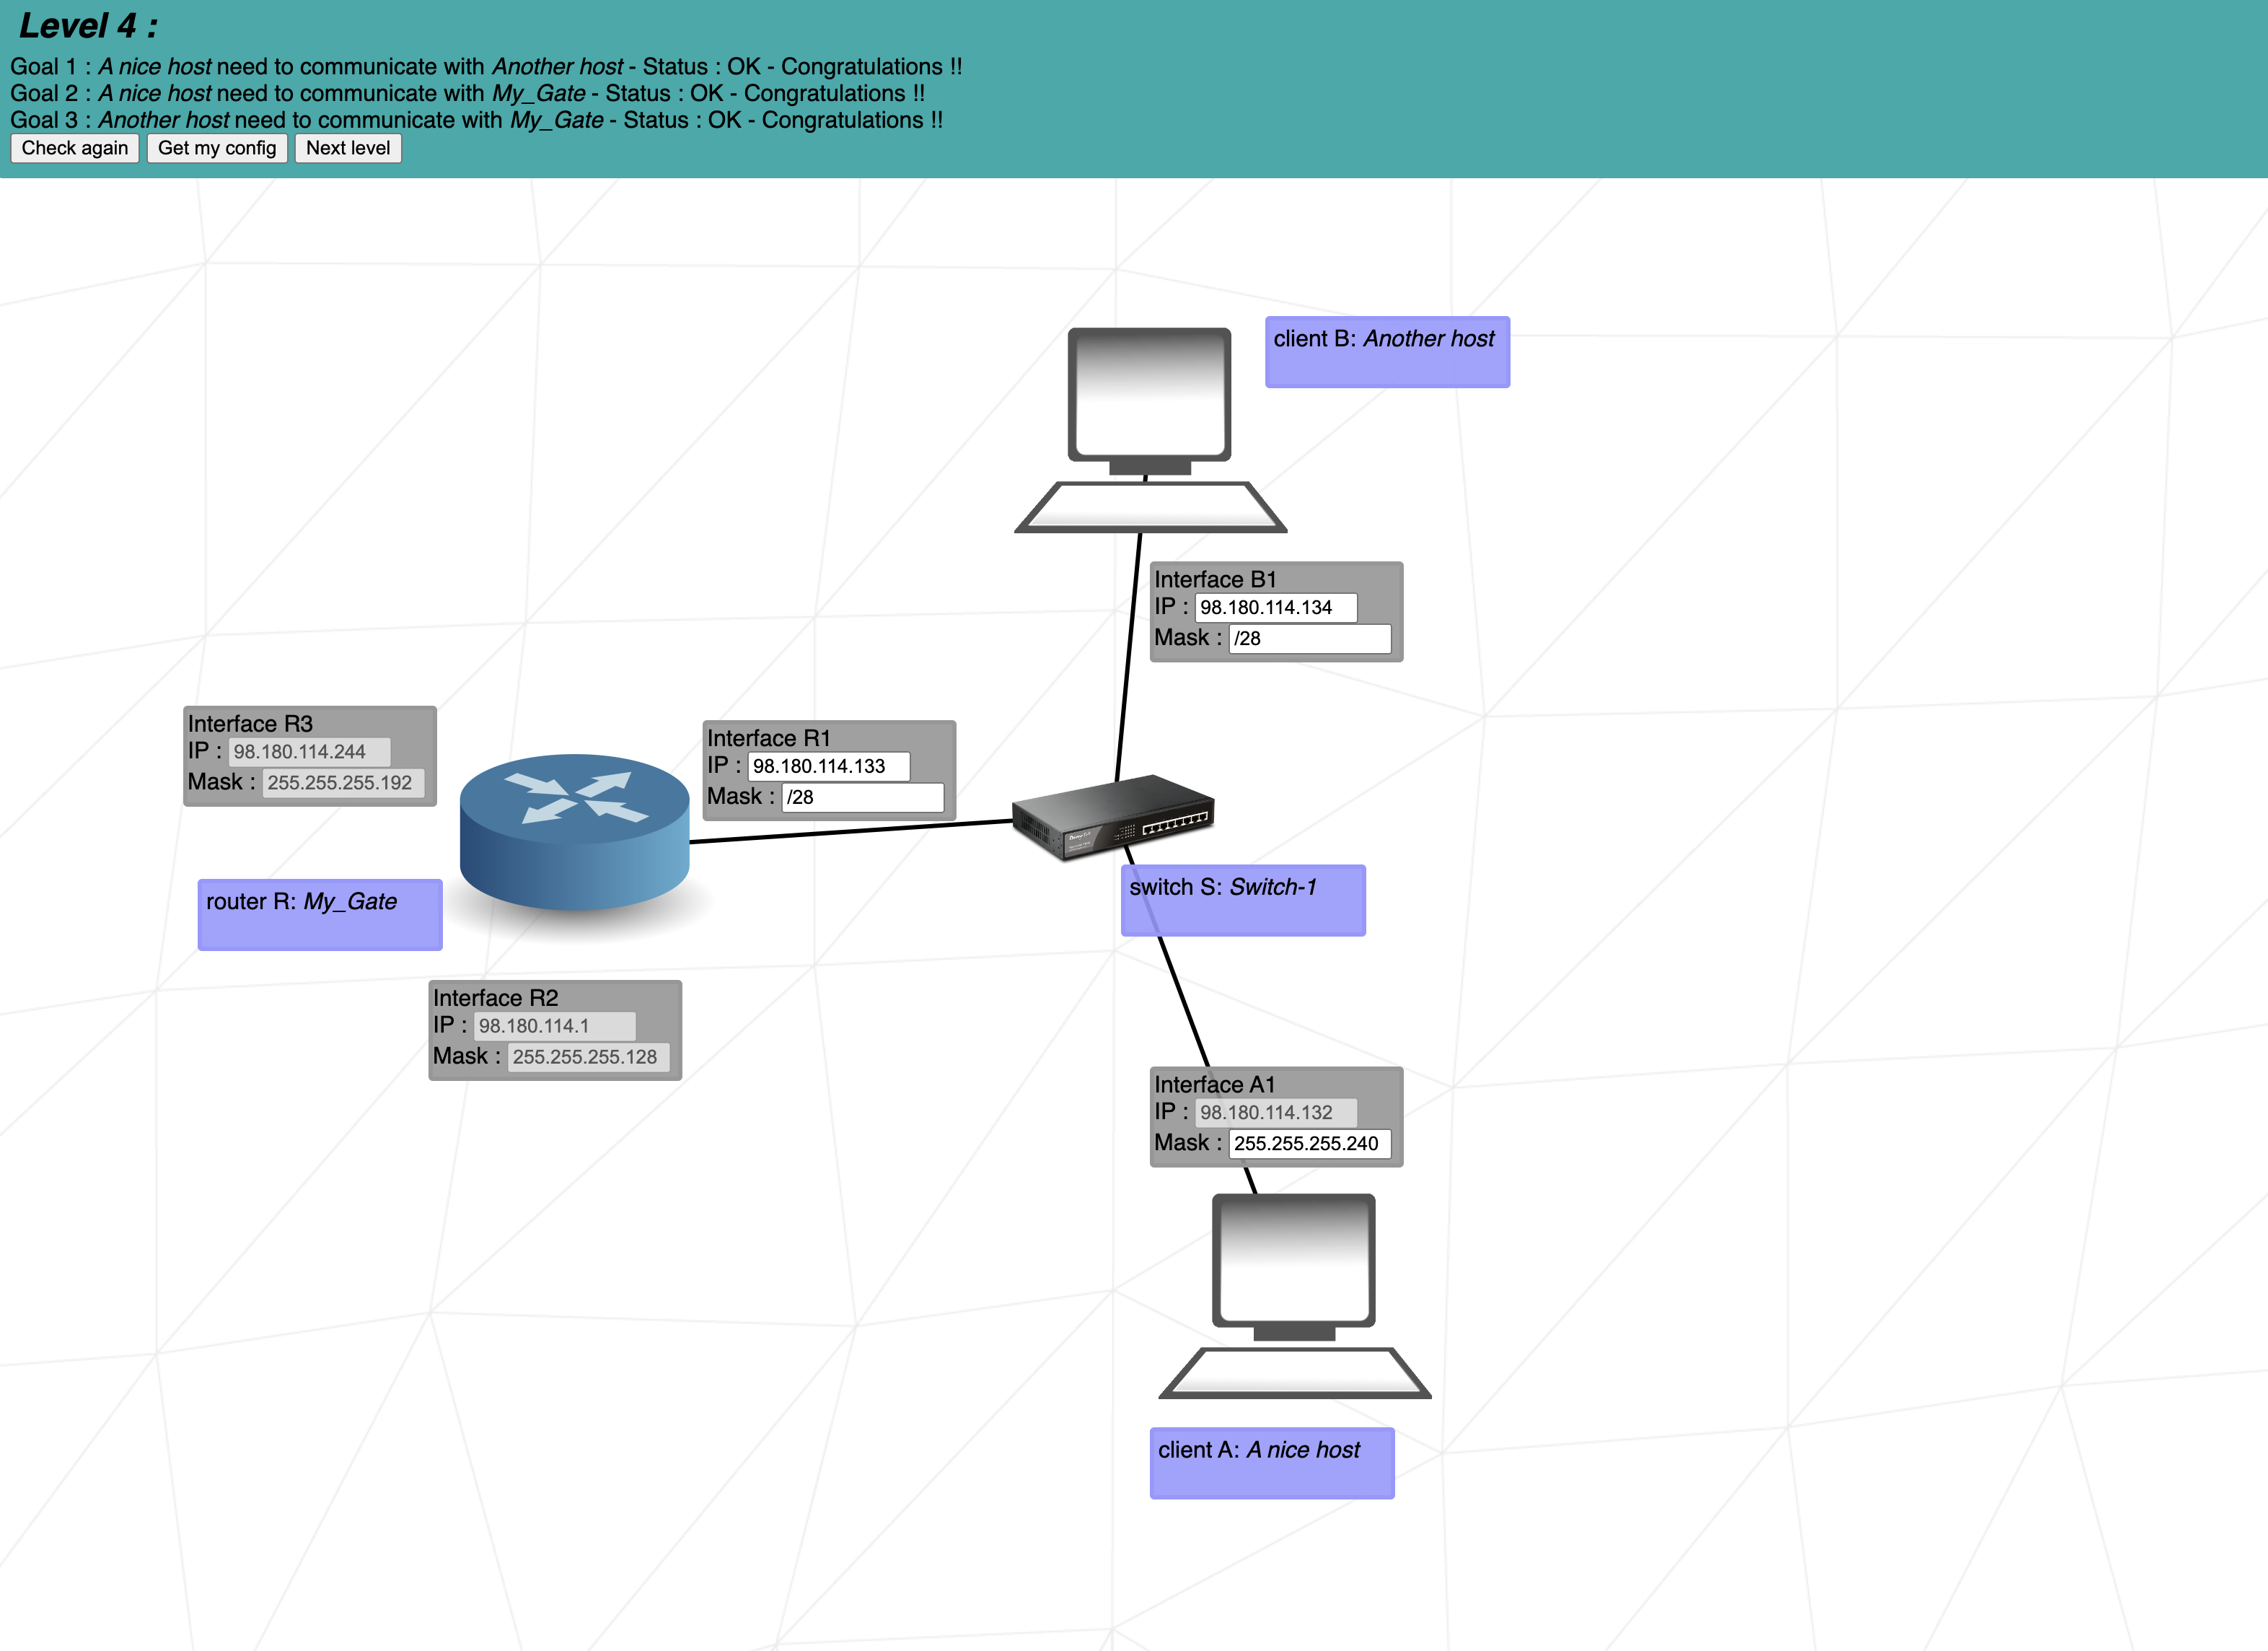 Level 4 :
Goal 1 : A nice host need to communicate with Another host - Status : OK - Congratulations !!
Goal 2 : A nice host need to communicate with My_Gate - Status : OK - Congratulations !!
Goal 3 : Another host need to communicate with My_Gate - Status : OK - Congratulations !!
Check again Get my config Next level
client B: Another host
Interface B1
IP : 98.180.114.134
Mask : /28
Interface R3
IP : 98.180.114.244
Mask : 255.255.255.192
Interface R1
IP : 98.180.114.133
Mask : /28
router R: My_Gate
switch S: Switch-1
Interface R2
IP : 98.180.114.1
Mask : 255.255.255.128
Interface A1
IP : 98.180.114.132
Mask : 255.255.255.240
client A: A nice host